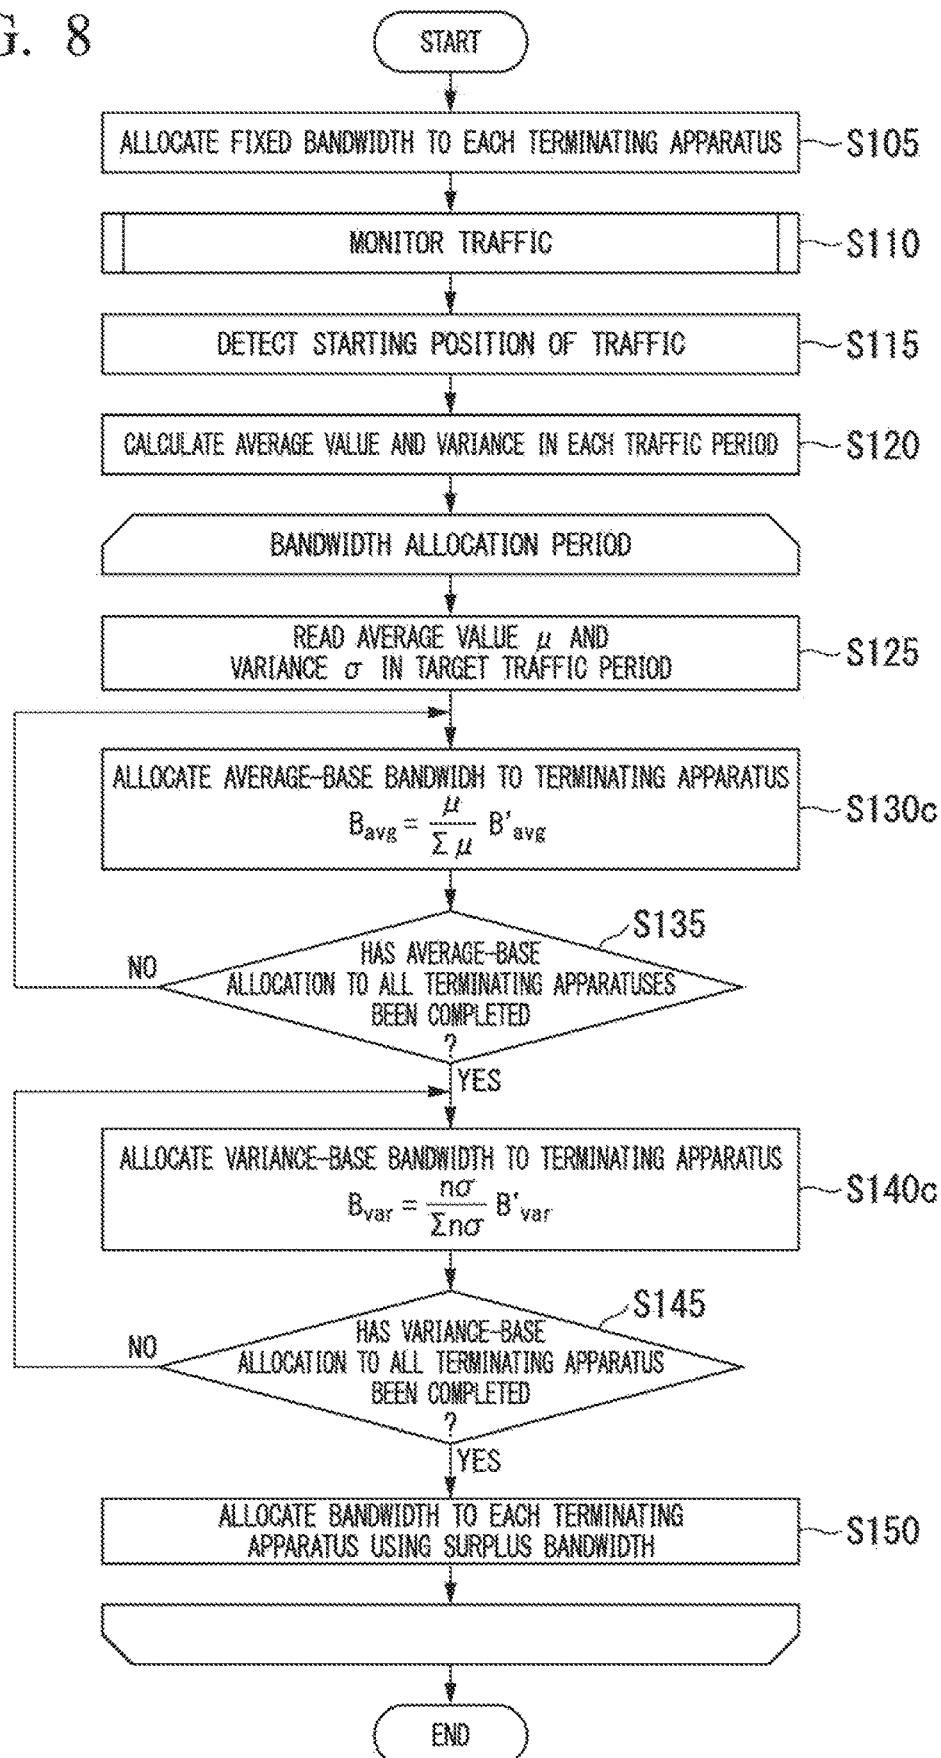 G. 8
START
ALLOCATE FIXED BANDWIDTH TO EACH TERMINATING APPARATUS
S105
MONITOR TRAFFIC
S110
DETECT STARTING POSITION OF TRAFFIC
S115
CALCULATE AVERAGE VALUE AND VARIANCE IN EACH TRAFFIC PERIOD
S120
BANDWIDTH ALLOCATION PERIOD
READ AVERAGE VALUE μ AND
VARIANCE σ IN TARGET TRAFFIC PERIOD
S125
ALLOCATE AVERAGE-BASE BANDWIDH TO TERMINATING APPARATUS
B_avg = μ / Σμ B'_avg
S130c
S135
HAS AVERAGE-BASE
ALLOCATION TO ALL TERMINATING APPARATUSES
BEEN COMPLETED
?
NO
YES
ALLOCATE VARIANCE-BASE BANDWIDTH TO TERMINATING APPARATUS
B_var = nσ / Σnσ B'_var
S140c
S145
HAS VARIANCE-BASE
ALLOCATION TO ALL TERMINATING APPARATUS
BEEN COMPLETED
?
NO
YES
ALLOCATE BANDWIDTH TO EACH TERMINATING
APPARATUS USING SURPLUS BANDWIDTH
S150
END